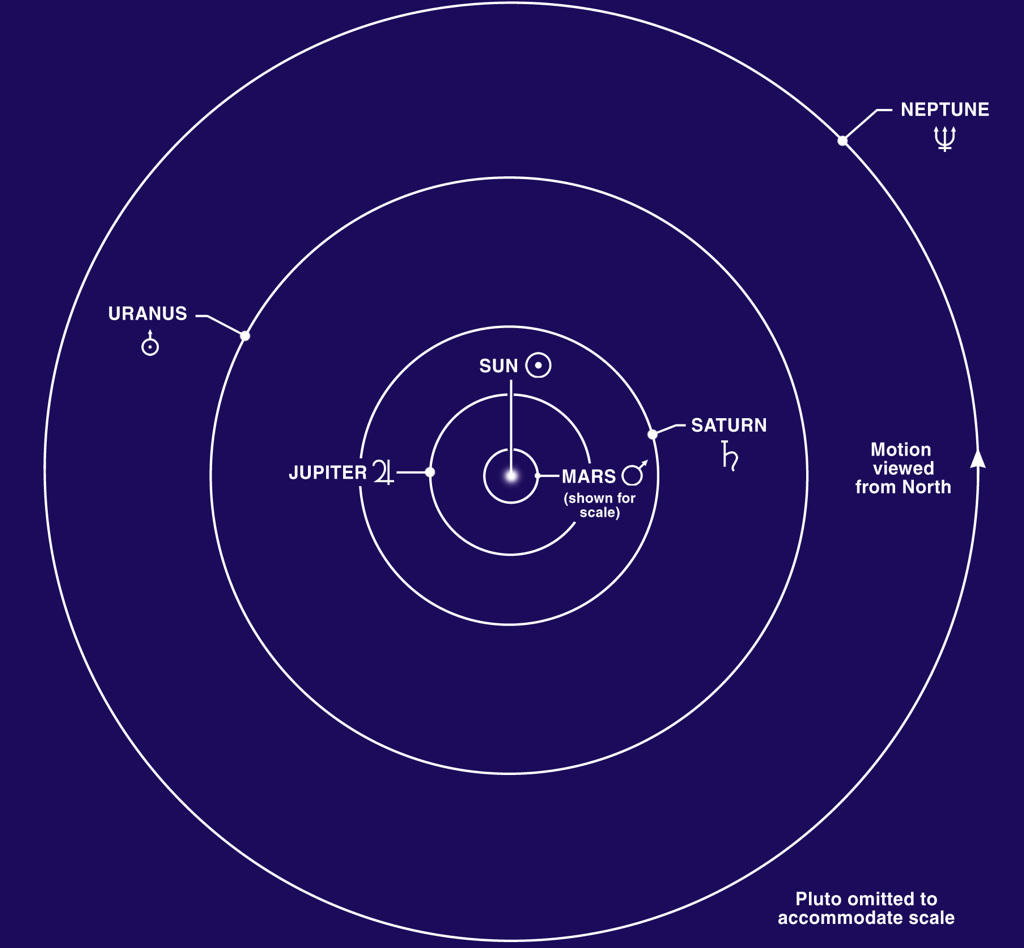 NEPTUNE
URANUS
SUN
SATURN
JUPITER
MARS
(shown for
scale)
Motion
viewed
from North
Pluto omitted to
accommodate scale